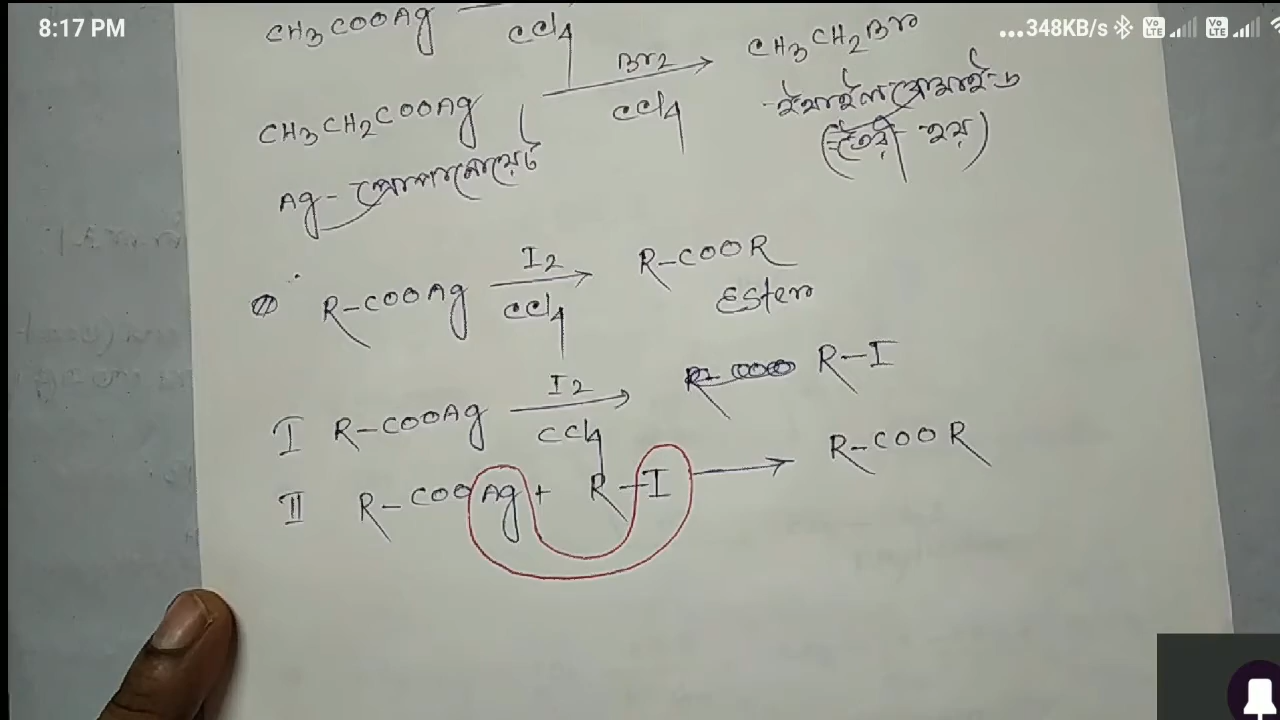 8:17 PM
...348KB/s
CH3COOAg CCl4
CH3CH2COOAg Br2 CCl4 CH3CH2Br
Ag-প্রোপানোয়েট ইথাইল ব্রোমাইড
(তৈরী হয়)
R-COOAg I2 CCl4 R-COOR
Ester
I R-COOAg I2 CCl4 R-I
II R-COOAg + R-I R-COOR